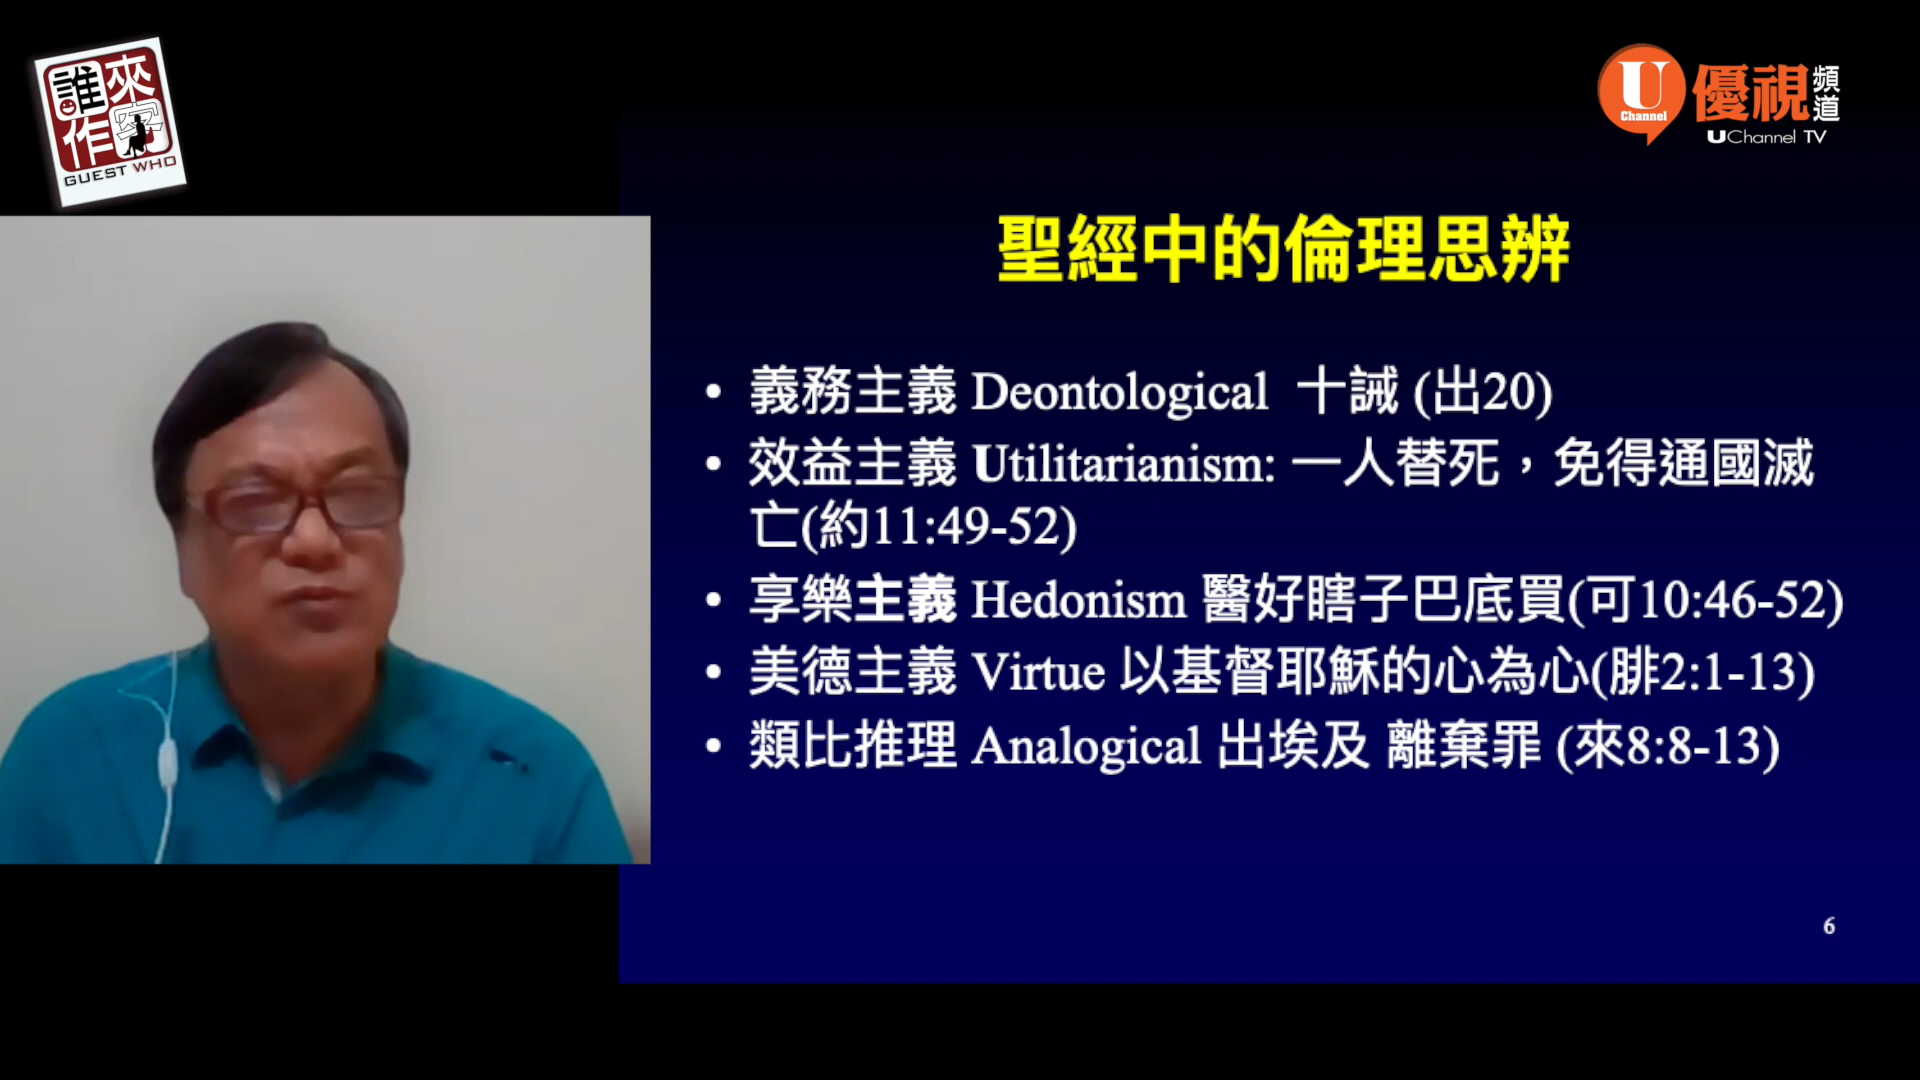 誰來作客
GUEST WHO
U Channel
優視頻道
UChannel TV
聖經中的倫理思辨
• 義務主義 Deontological 十誡 (出20)
• 效益主義 Utilitarianism: 一人替死，免得通國滅
亡(約11:49-52)
• 享樂主義 Hedonism 醫好瞎子巴底買(可10:46-52)
• 美德主義 Virtue 以基督耶穌的心為心(腓2:1-13)
• 類比推理 Analogical 出埃及 離棄罪 (來8:8-13)
6